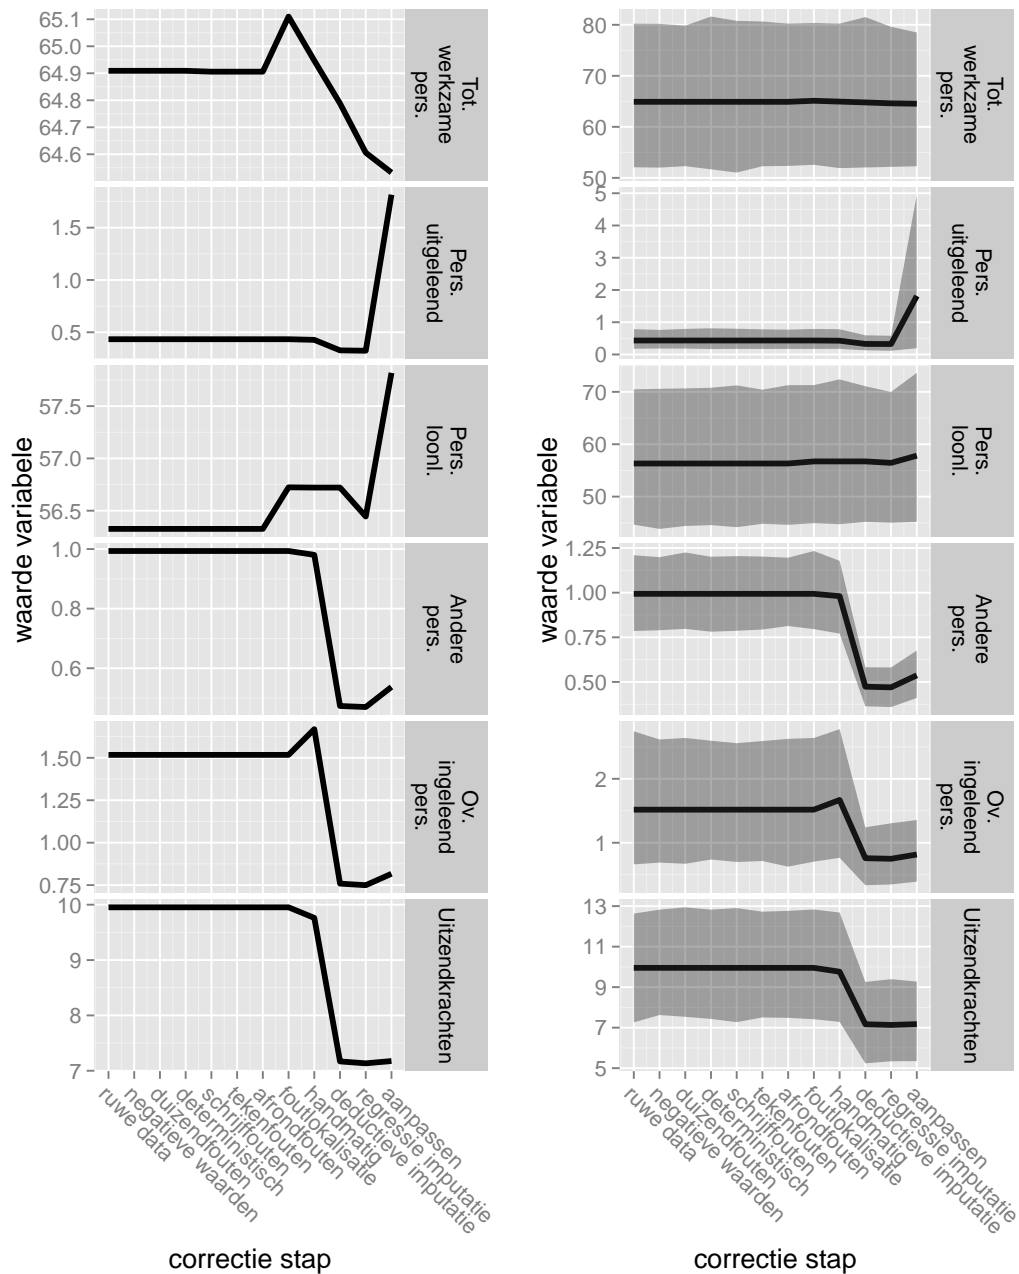 65.1
65.0
64.9
64.8
64.7
64.6
Tot.
werkzame
pers.
1.5
1.0
0.5
Pers.
uitgeleend
57.5
57.0
56.5
Pers.
loonl.
1.0
0.8
0.6
Andere
pers.
1.50
1.25
1.00
0.75
Ov.
ingeleend
pers.
10
9
8
7
Uitzendkrachten
waarde variabele
ruwe data
negatieve waarden
duizendfouten
deterministisch
schrijffouten
tekenfouten
afrondfouten
foutlokalisatie
handmatig
deductieve imputatie
regressie imputatie
aanpassen
correctie stap
80
70
60
50
Tot.
werkzame
pers.
5
4
3
2
1
0
Pers.
uitgeleend
70
60
50
Pers.
loonl.
1.25
1.00
0.75
0.50
Andere
pers.
2
1
Ov.
ingeleend
pers.
13
11
9
7
5
Uitzendkrachten
waarde variabele
ruwe data
negatieve waarden
duizendfouten
deterministisch
schrijffouten
tekenfouten
afrondfouten
foutlokalisatie
handmatig
deductieve imputatie
regressie imputatie
aanpassen
correctie stap